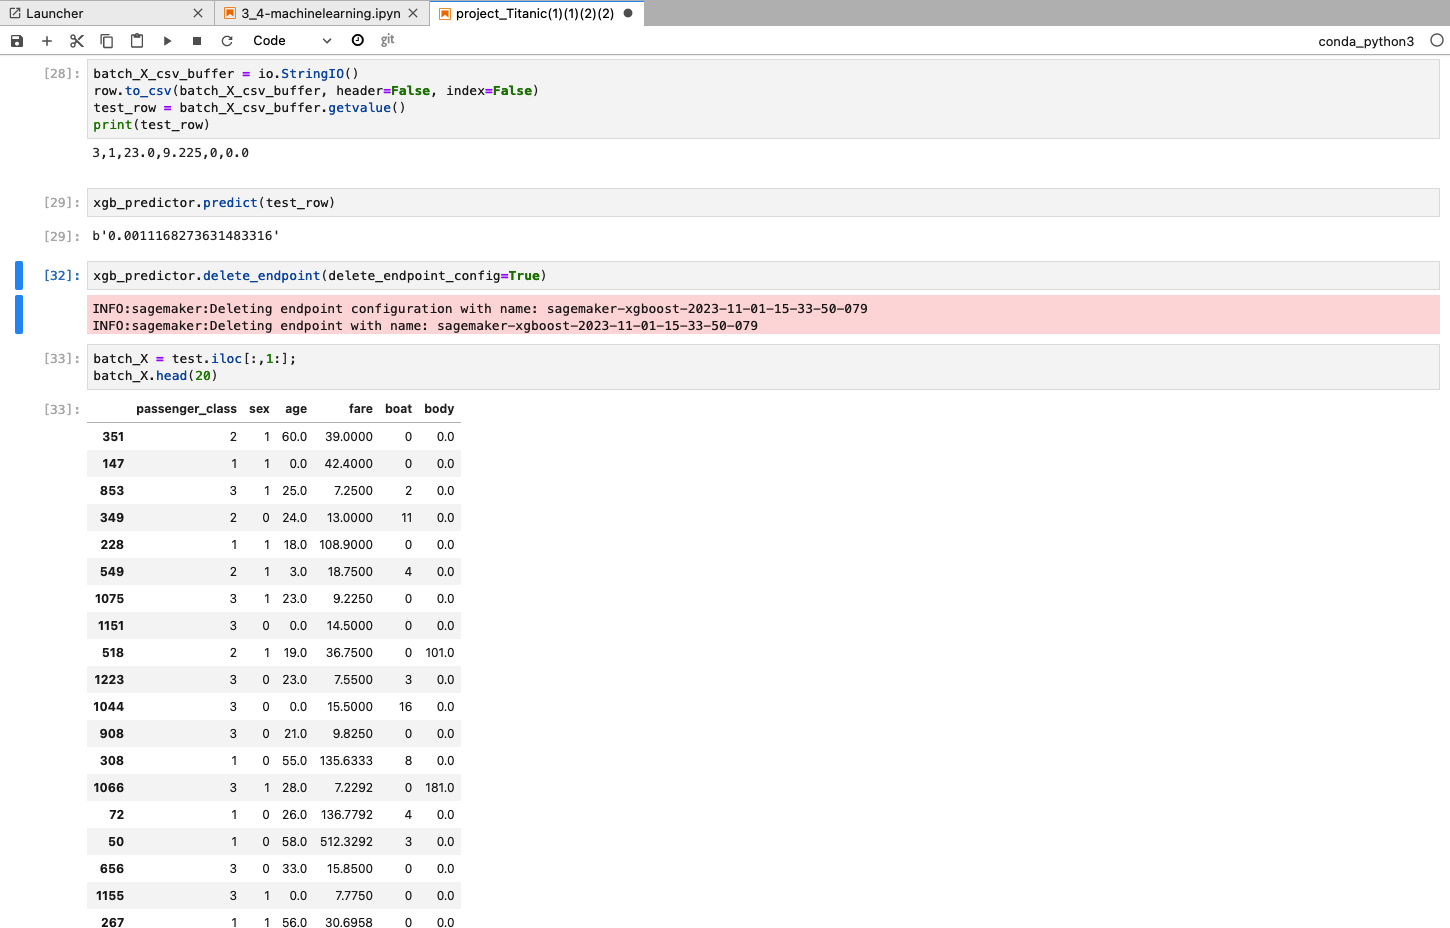 Launcher
3_4-machinelearning.ipyn
project_Titanic(1)(1)(2)(2)
Code
git
conda_python3
[28]:
batch_X_csv_buffer = io.StringIO()
row.to_csv(batch_X_csv_buffer, header=False, index=False)
test_row = batch_X_csv_buffer.getvalue()
print(test_row)
3,1,23.0,9.225,0,0.0
[29]: xgb_predictor.predict(test_row)
[29]: b'0.0011168273631483316'
[32]: xgb_predictor.delete_endpoint(delete_endpoint_config=True)
INFO:sagemaker:Deleting endpoint configuration with name: sagemaker-xgboost-2023-11-01-15-33-50-079
INFO:sagemaker:Deleting endpoint with name: sagemaker-xgboost-2023-11-01-15-33-50-079
[33]: batch_X = test.iloc[:,1:];
batch_X.head(20)
[33]: passenger_class sex age fare boat body
351 2 1 60.0 39.0000 0 0.0
147 1 1 0.0 42.4000 0 0.0
853 3 1 25.0 7.2500 2 0.0
349 2 0 24.0 13.0000 11 0.0
228 1 1 18.0 108.9000 0 0.0
549 2 1 3.0 18.7500 4 0.0
1075 3 1 23.0 9.2250 0 0.0
1151 3 0 0.0 14.5000 0 0.0
518 2 1 19.0 36.7500 0 101.0
1223 3 0 23.0 7.5500 3 0.0
1044 3 0 0.0 15.5000 16 0.0
908 3 0 21.0 9.8250 0 0.0
308 1 0 55.0 135.6333 8 0.0
1066 3 1 28.0 7.2292 0 181.0
72 1 0 26.0 136.7792 4 0.0
50 1 0 58.0 512.3292 3 0.0
656 3 0 33.0 15.8500 0 0.0
1155 3 1 0.0 7.7750 0 0.0
267 1 1 56.0 30.6958 0 0.0